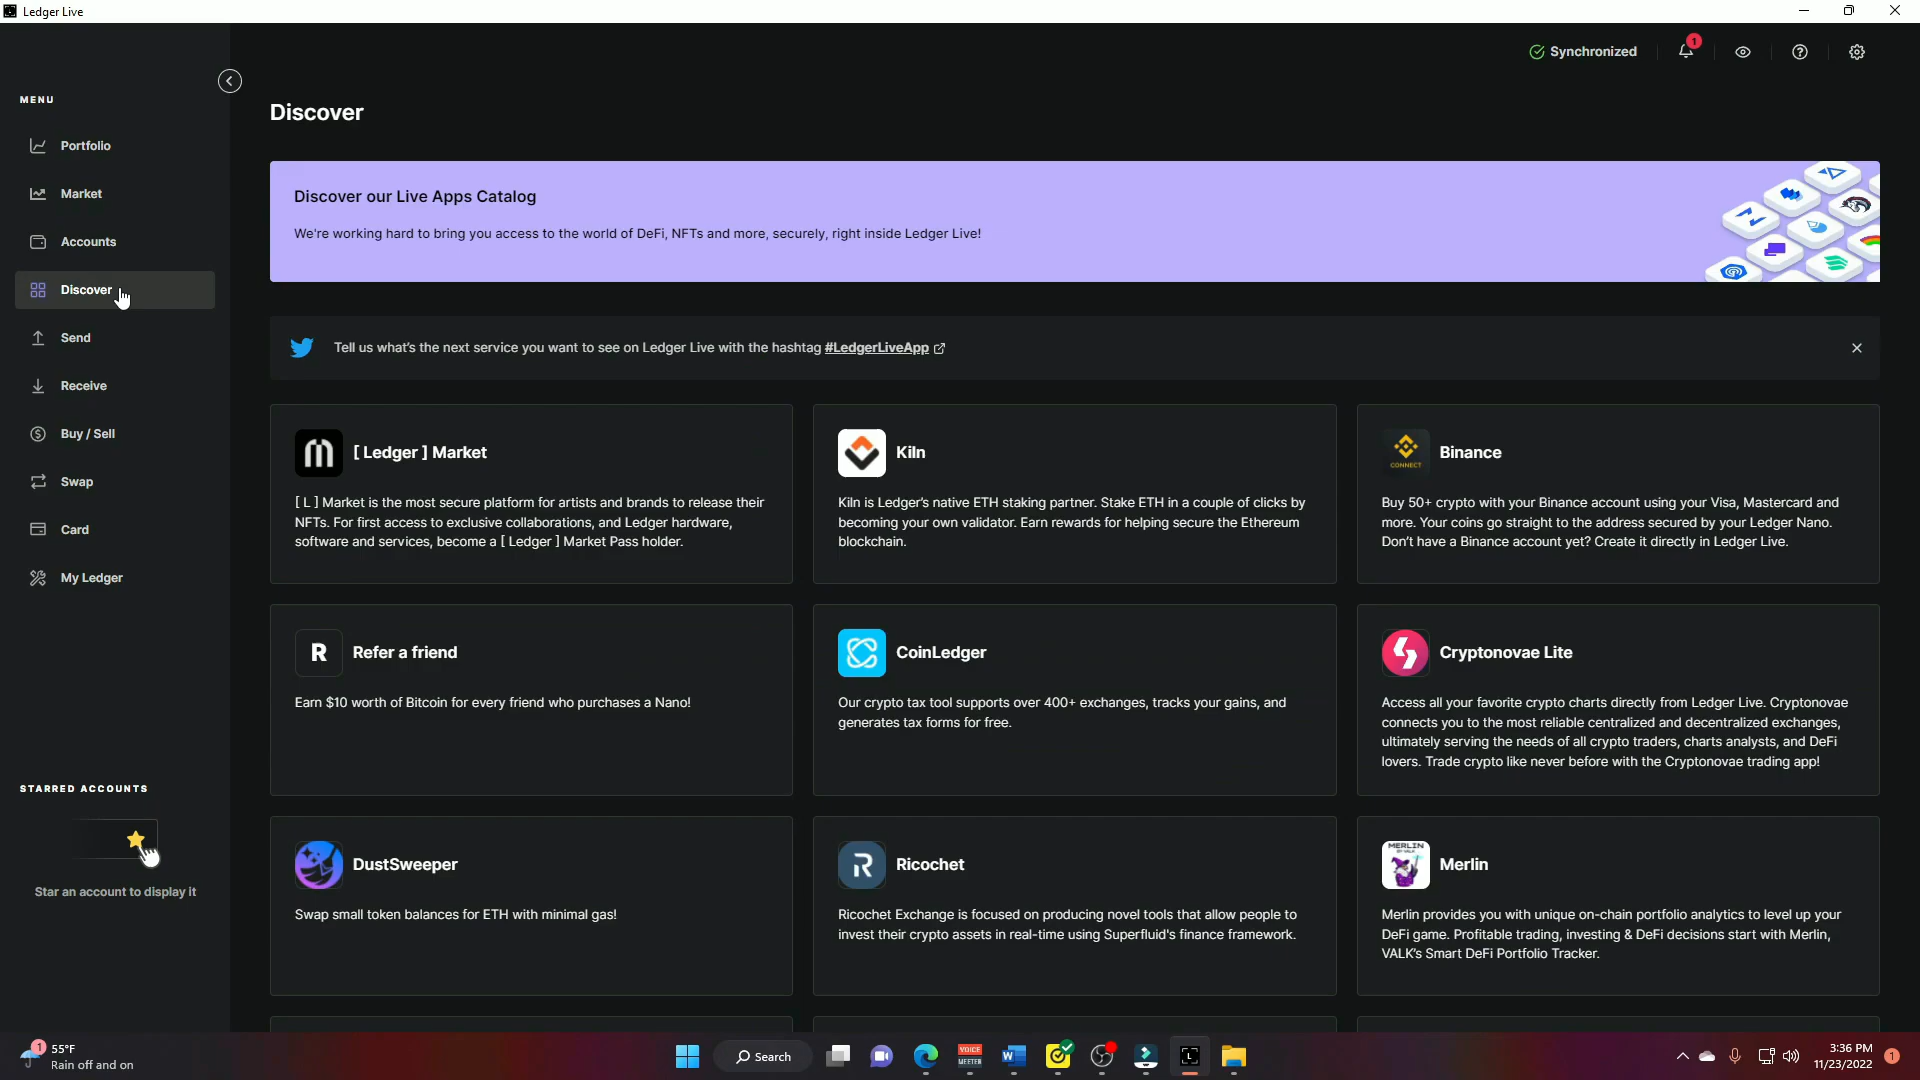 Ledger Live
Synchronized
1
MENU
Portfolio
Market
Accounts
Discover
Send
Receive
Buy / Sell
Swap
Card
My Ledger
STARRED ACCOUNTS
Star an account to display it
Discover
Discover our Live Apps Catalog
We're working hard to bring you access to the world of DeFi, NFTs and more, securely, right inside Ledger Live!
Tell us what's the next service you want to see on Ledger Live with the hashtag #LedgerLiveApp
[ Ledger ] Market
[ L ] Market is the most secure platform for artists and brands to release their
NFTs. For first access to exclusive collaborations, and Ledger hardware,
software and services, become a [ Ledger ] Market Pass holder.
Kiln
Kiln is Ledger's native ETH staking partner. Stake ETH in a couple of clicks by
becoming your own validator. Earn rewards for helping secure the Ethereum
blockchain.
CONNECT
Binance
Buy 50+ crypto with your Binance account using your Visa, Mastercard and
more. Your coins go straight to the address secured by your Ledger Nano.
Don't have a Binance account yet? Create it directly in Ledger Live.
R
Refer a friend
Earn $10 worth of Bitcoin for every friend who purchases a Nano!
CoinLedger
Our crypto tax tool supports over 400+ exchanges, tracks your gains, and
generates tax forms for free.
Cryptonovae Lite
Access all your favorite crypto charts directly from Ledger Live. Cryptonovae
connects you to the most reliable centralized and decentralized exchanges,
ultimately serving the needs of all crypto traders, charts analysts, and DeFi
lovers. Trade crypto like never before with the Cryptonovae trading app!
DustSweeper
Swap small token balances for ETH with minimal gas!
Ricochet
Ricochet Exchange is focused on producing novel tools that allow people to
invest their crypto assets in real-time using Superfluid's finance framework.
MERLIN
BY VALK
Merlin
Merlin provides you with unique on-chain portfolio analytics to level up your
DeFi game. Profitable trading, investing & DeFi decisions start with Merlin,
VALK's Smart DeFi Portfolio Tracker.
1
55°F
Rain off and on
Search
VOICE
MEETER
W
L
3:36 PM
11/23/2022
1